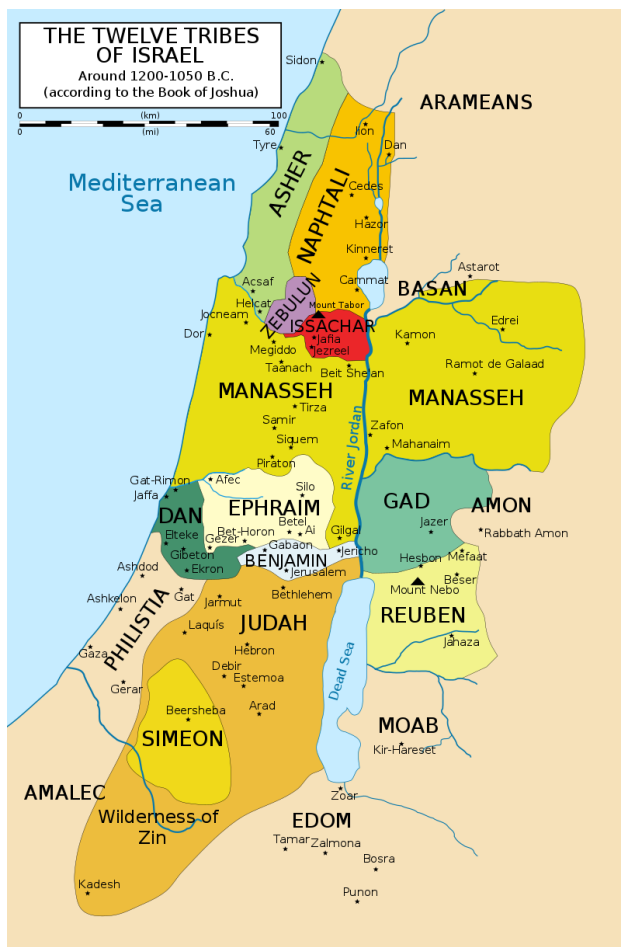 THE TWELVE TRIBES
OF ISRAEL
Around 1200-1050 B.C.
(according to the Book of Joshua)
0 (km) 100
0 (mi) 60
Sidon
ARAMEANS
Ijon
Tyre
Dan
Mediterranean
Sea
ASHER
NAPHTALI
Cedes
Hazor
Kinneret
Astarot
Acsaf
Cammat
BASAN
Helcat
ZEBULUN
Mount Tabor
Jocneam
ISSACHAR
Edrei
Dor
Jafia
Kamon
Megiddo
Jezreel
Taanach
Beit Shean
Ramot de Galaad
MANASSEH
MANASSEH
Tirza
River Jordan
Samir
Zafon
Siquem
Mahanaim
Piraton
Gat-Rimon
Afec
Jaffa
Silo
DAN
EPHRAIM
GAD
AMON
Elteke
Bet-Horon
Betel
Ai
Gilgal
Jazer
Rabbath Amon
Gibeton
Gezer
Gabaon
Jericho
Mefaat
BENJAMIN
Hesbon
Ashdod
Ekron
Jerusalem
Beser
Gat
Bethlehem
Mount Nebo
Ashkelon
Jarmut
REUBEN
PHILISTIA
Laquís
JUDAH
Jahaza
Gaza
Hebron
Dead Sea
Debir
Estemoa
Gerar
Beersheba
Arad
MOAB
SIMEON
Kir-Hareset
AMALEC
Zoar
Wilderness of
Zin
EDOM
Tamar
Zalmona
Bosra
Kadesh
Punon